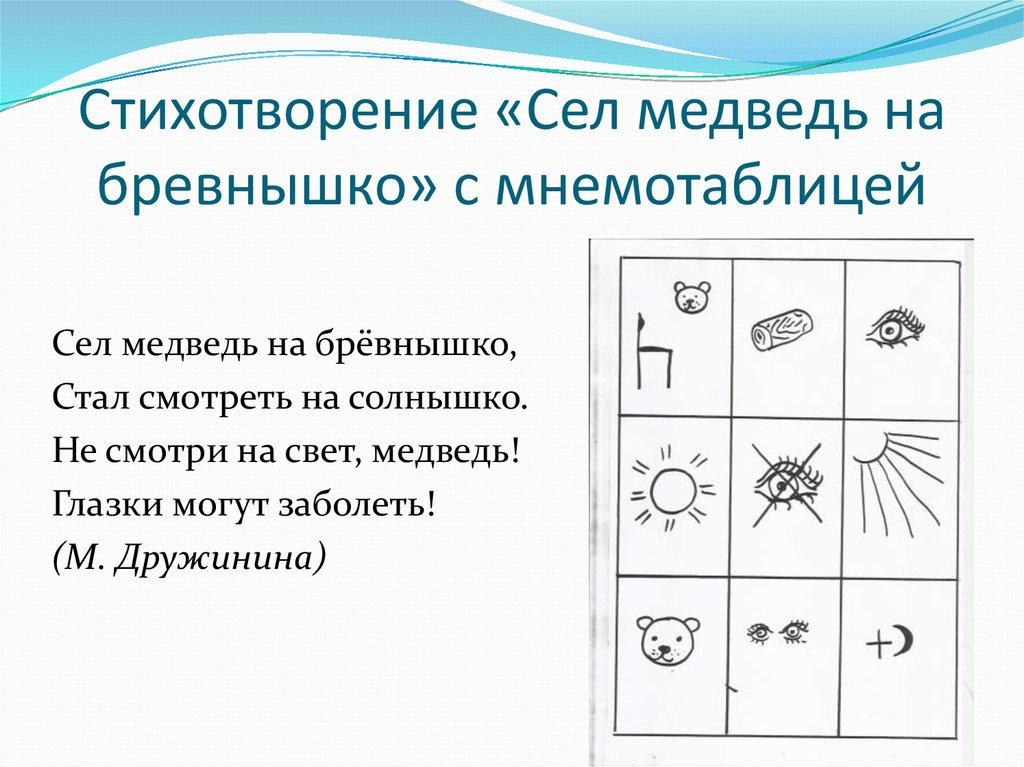 Стихотворение «Сел медведь на
бревнышко» с мнемотаблицей
Сел медведь на брёвнышко,
Стал смотреть на солнышко.
Не смотри на свет, медведь!
Глазки могут заболеть!
(М. Дружинина)